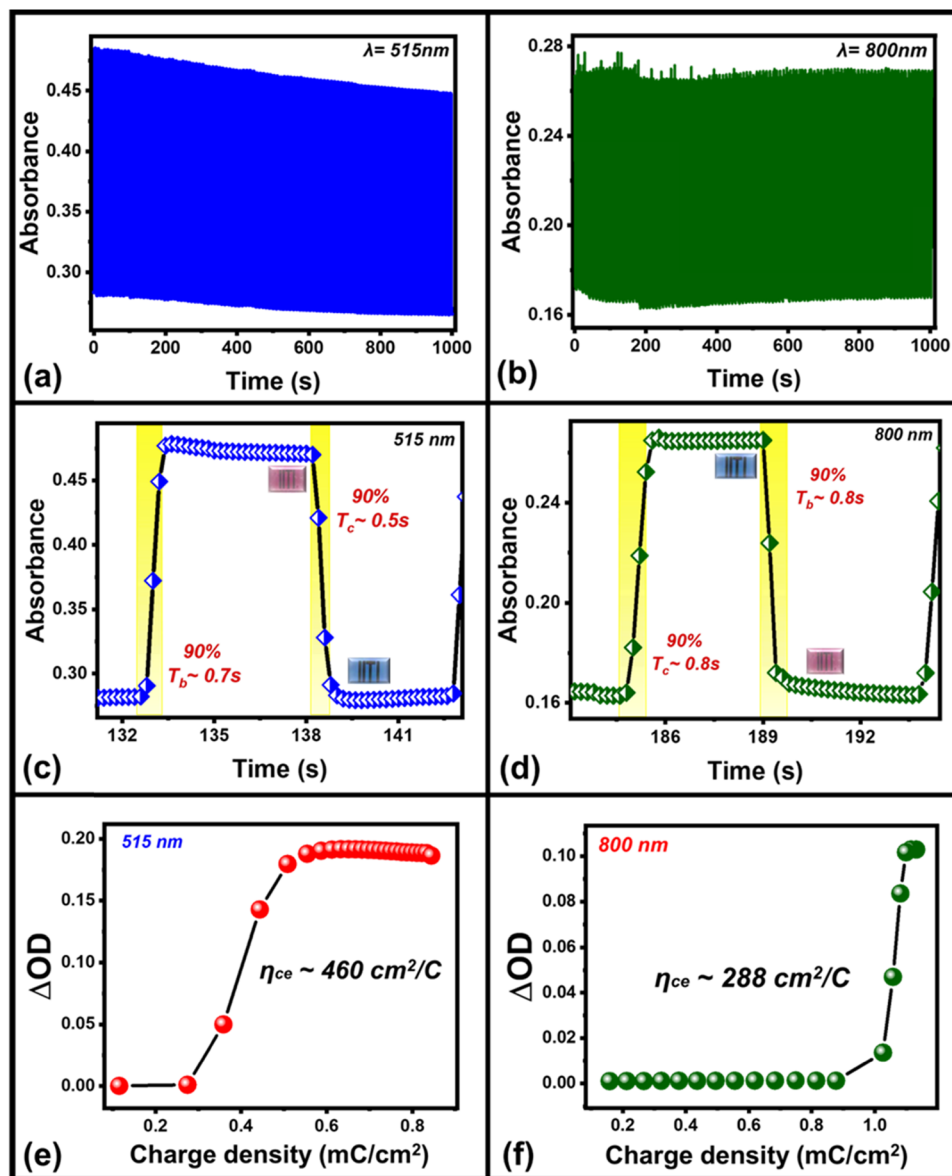 λ= 515nm
0.45
0.40
0.35
0.30
Absorbance
0 200 400 600 800 1000
Time (s)
(a)
λ= 800nm
0.28
0.24
0.20
0.16
Absorbance
0 200 400 600 800 1000
Time (s)
(b)
515 nm
0.45
0.40
0.35
0.30
Absorbance
90%
Tc~ 0.5s
IITI
90%
Tb~ 0.7s
IITI
132 135 138 141
Time (s)
(c)
800 nm
0.28
0.24
0.20
0.16
Absorbance
IITI
90%
Tb~ 0.8s
90%
Tc~ 0.8s
IITI
186 189 192
Time (s)
(d)
515 nm
0.20
0.15
0.10
0.05
0.00
ΔOD
ηce ~ 460 cm²/C
0.2 0.4 0.6 0.8
Charge density (mC/cm²)
(e)
800 nm
0.10
0.08
0.06
0.04
0.02
0.00
ΔOD
ηce ~ 288 cm²/C
0.2 0.4 0.6 0.8 1.0
Charge density (mC/cm²)
(f)